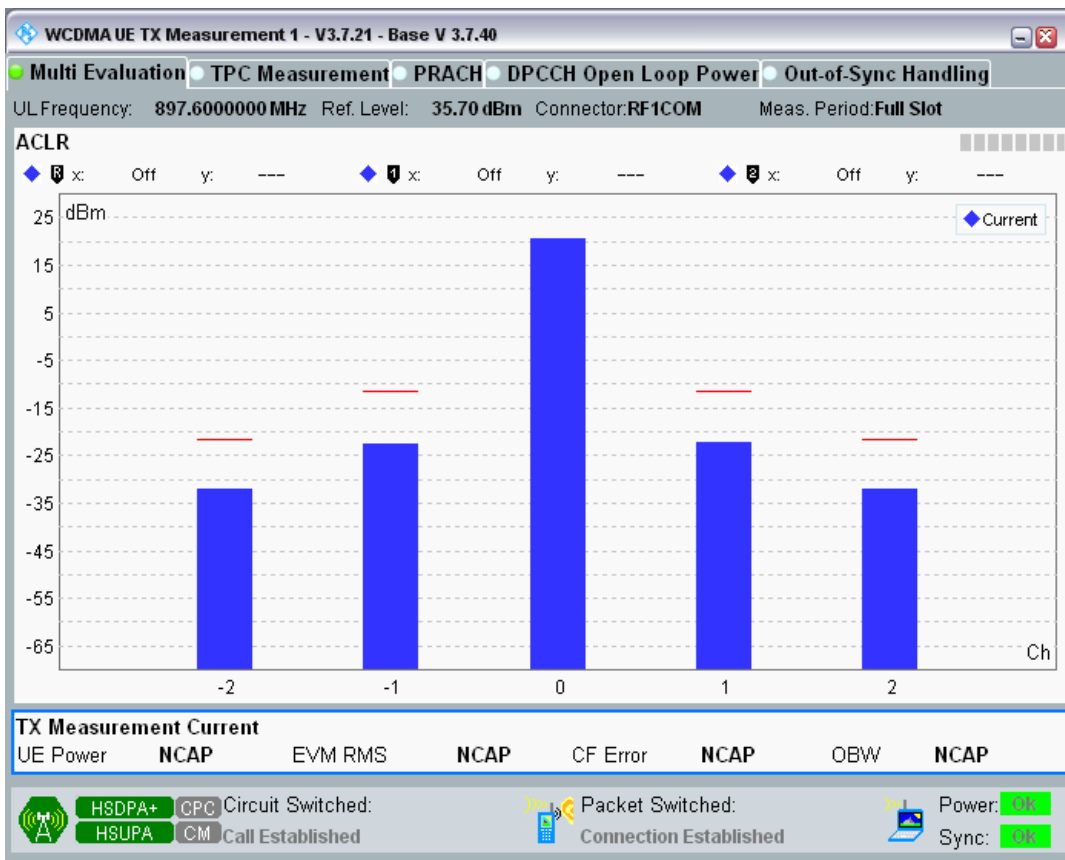 WCDMA UE TX Measurement 1 - V3.7.21 - Base V 3.7.40
Multi Evaluation TPC Measurement PRACH DPCCH Open Loop Power Out-of-Sync Handling
UL Frequency: 897.6000000 MHz Ref. Level: 35.70 dBm Connector:RF1COM Meas. Period:Full Slot
ACLR
R x: Off y: --- 1 x: Off y: --- 2 x: Off y: ---
dBm
Current
25
15
5
-5
-15
-25
-35
-45
-55
-65
Ch
-2 -1 0 1 2
TX Measurement Current
UE Power NCAP EVM RMS NCAP CF Error NCAP OBW NCAP
HSDPA+ CPC Circuit Switched: Packet Switched: Power: Ok
HSUPA CM Call Established Connection Established Sync: Ok